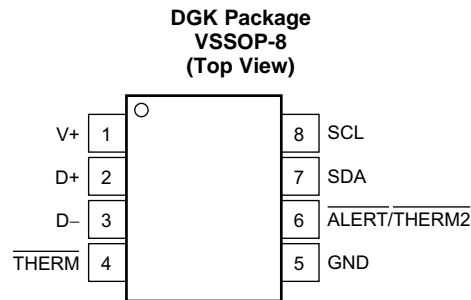 DGK Package
VSSOP-8
(Top View)
V+ 1
8 SCL
D+ 2
7 SDA
D− 3
6 ALERT/THERM2
THERM 4
5 GND